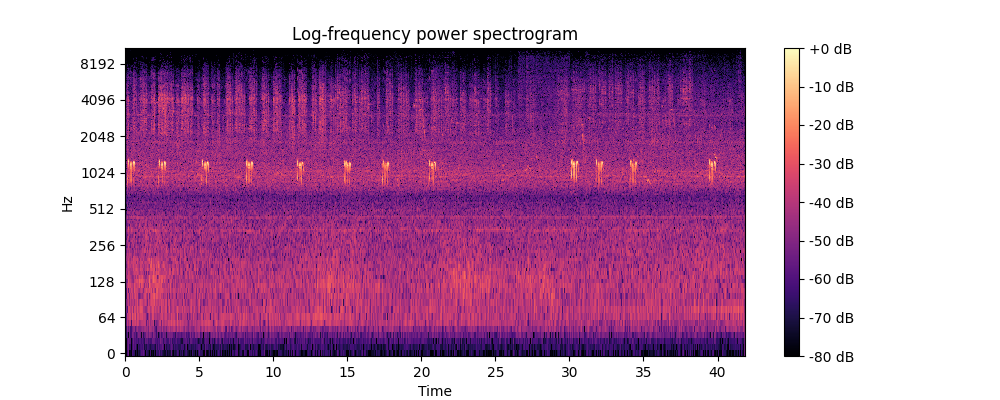 Log-frequency power spectrogram
8192
4096
2048
1024
512
256
128
64
0
Hz
0 5 10 15 20 25 30 35 40
Time
+0 dB
-10 dB
-20 dB
-30 dB
-40 dB
-50 dB
-60 dB
-70 dB
-80 dB